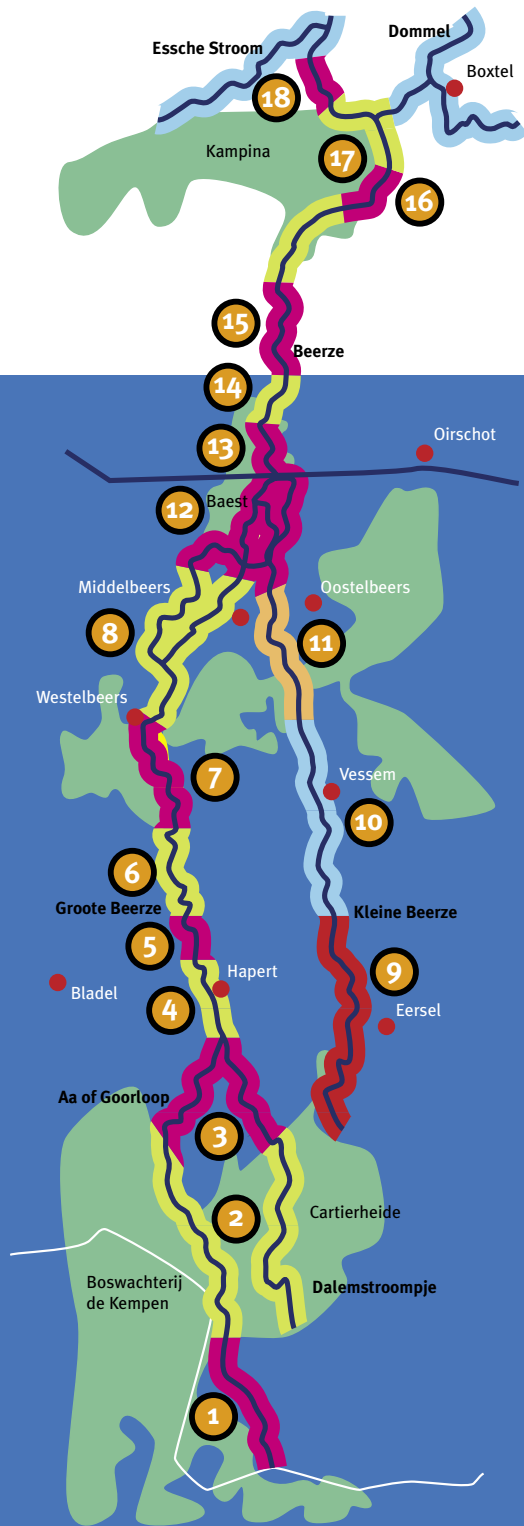 Essche Stroom
Dommel
Boxtel
18
Kampina
17
16
15
Beerze
14
13
Oirschot
12
Baest
Middelbeers
Oostelbeers
8
11
Westelbeers
7
Vessem
10
6
Groote Beerze
Kleine Beerze
5
9
Hapert
Bladel
4
Eersel
Aa of Goorloop
3
2
Cartierheide
Boswachterij
de Kempen
Dalemstroompje
1